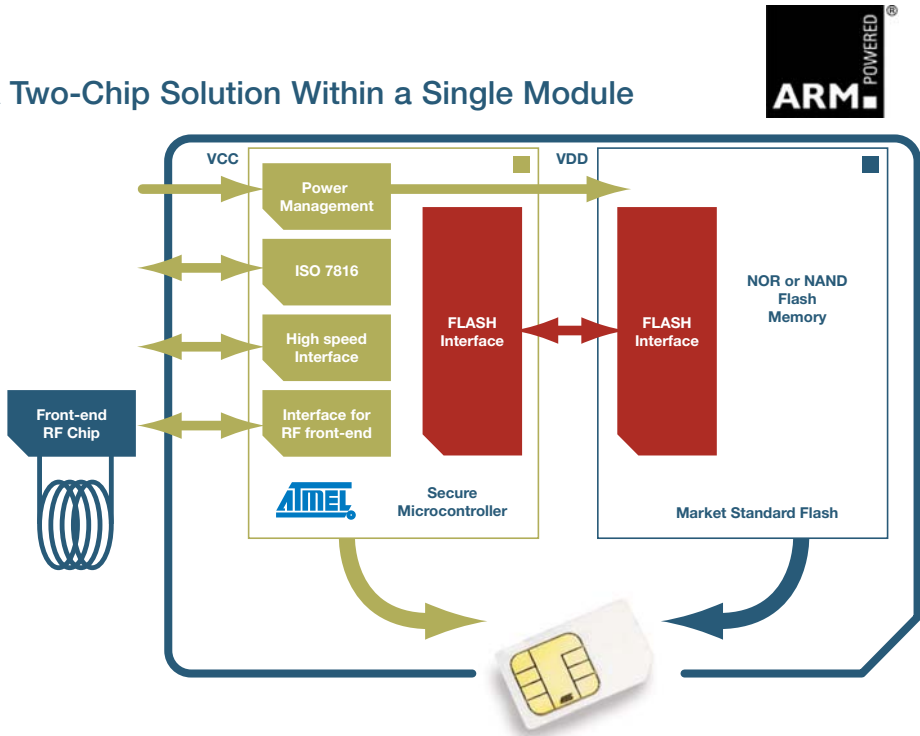 ARM POWERED ®
Two-Chip Solution Within a Single Module
VCC
VDD
Power
Management
ISO 7816
High speed
Interface
Interface for
RF front-end
FLASH
Interface
FLASH
Interface
NOR or NAND
Flash
Memory
Front-end
RF Chip
ATMEL
Secure
Microcontroller
Market Standard Flash